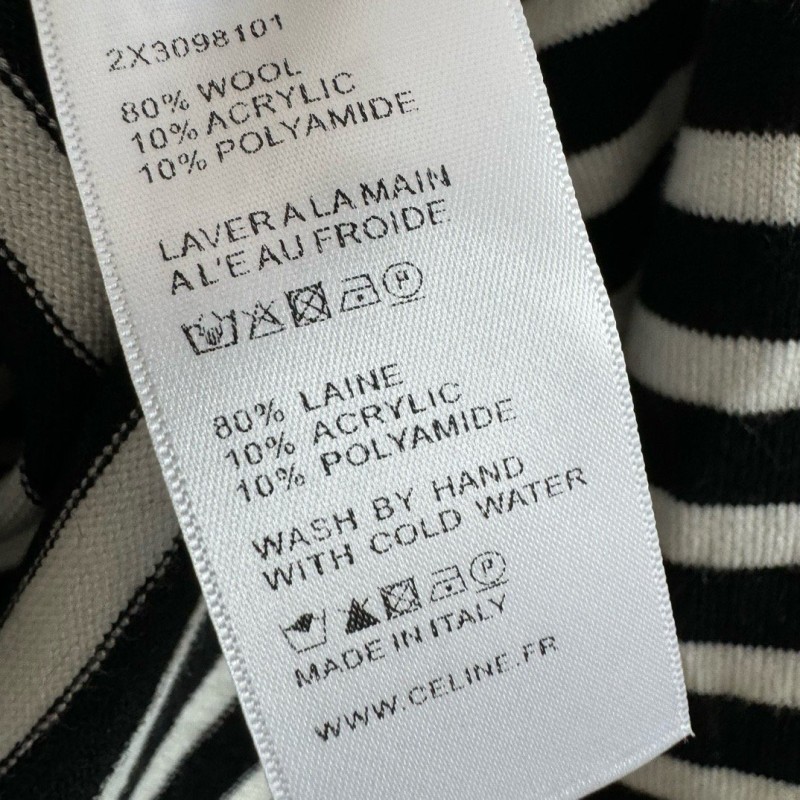 2X3098101
80% WOOL
10% ACRYLIC
10% POLYAMIDE
LAVER A LA MAIN
A L'EAU FROIDE
80% LAINE
10% ACRYLIC
10% POLYAMIDE
WASH BY HAND
WITH COLD WATER
P
MADE IN ITALY
WWW.CELINE.FR